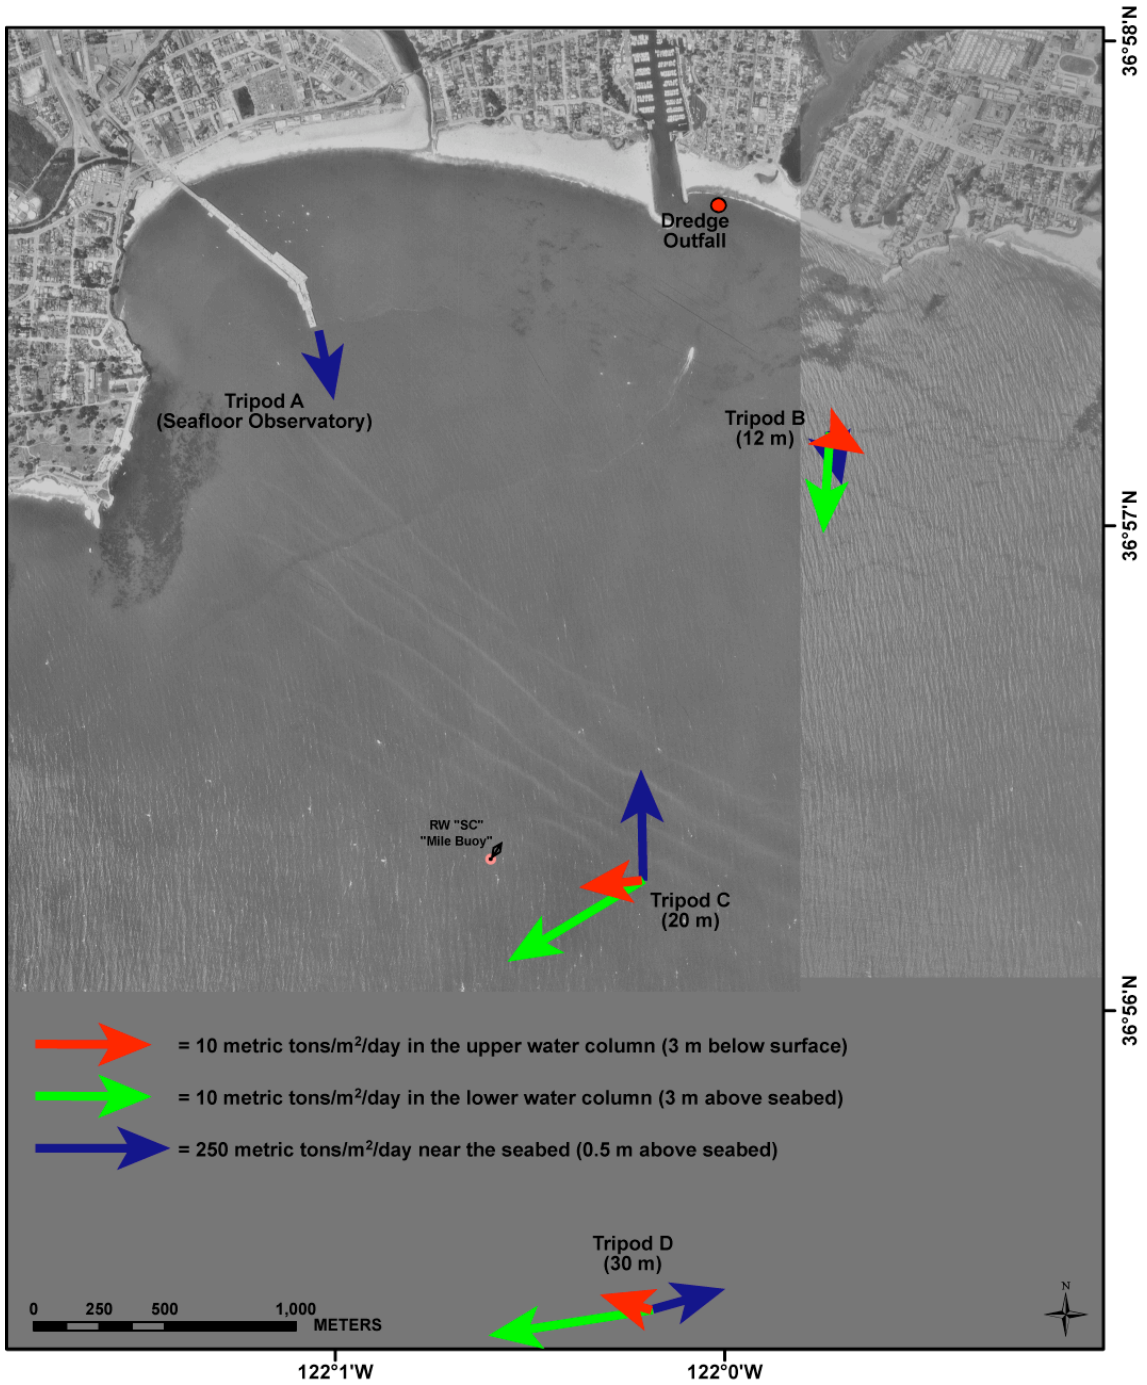 36°58'N
Dredge
Outfall
Tripod A
(Seafloor Observatory)
Tripod B
(12 m)
36°57'N
RW "SC"
"Mile Buoy"
Tripod C
(20 m)
36°56'N
= 10 metric tons/m²/day in the upper water column (3 m below surface)
= 10 metric tons/m²/day in the lower water column (3 m above seabed)
= 250 metric tons/m²/day near the seabed (0.5 m above seabed)
Tripod D
(30 m)
0 250 500 1,000
METERS
N
122°1'W
122°0'W